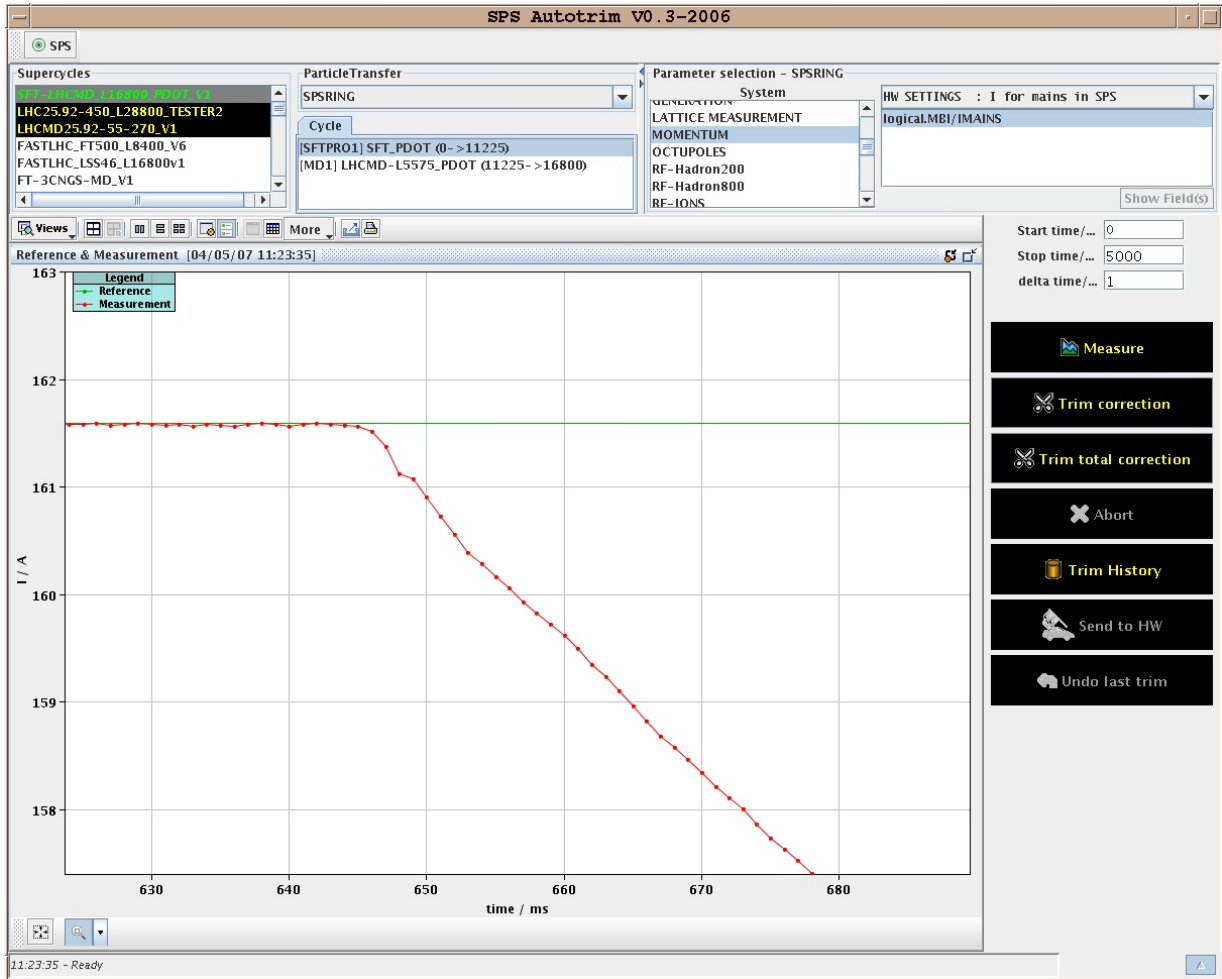 SPS Autotrim V0.3-2006
SPS
Supercycles
SFT-LHCMD_L16800_PDOT_V1
LHC25.92-450_L28800_TESTER2
LHCMD25.92-55-270_V1
FASTLHC_FT500_L8400_V6
FASTLHC_LSS46_L16800v1
FT-3CNGS-MD_V1
ParticleTransfer
SPSRING
Cycle
[SFTPRO1] SFT_PDOT (0->11225)
[MD1] LHCMD-L5575_PDOT (11225->16800)
Parameter selection - SPSRING
System
GENERATION
LATTICE MEASUREMENT
MOMENTUM
OCTUPOLES
RF-Hadron200
RF-Hadron800
RF-IONS
HW SETTINGS : I for mains in SPS
logical.MBI/IMAINS
Show Field(s)
Views
More
Reference & Measurement [04/05/07 11:23:35]
Legend
Reference
Measurement
163
162
161
160
159
158
I / A
630 640 650 660 670 680
time / ms
Start time/... 0
Stop time/... 5000
delta time/... 1
Measure
Trim correction
Trim total correction
Abort
Trim History
Send to HW
Undo last trim
11:23:35 - Ready